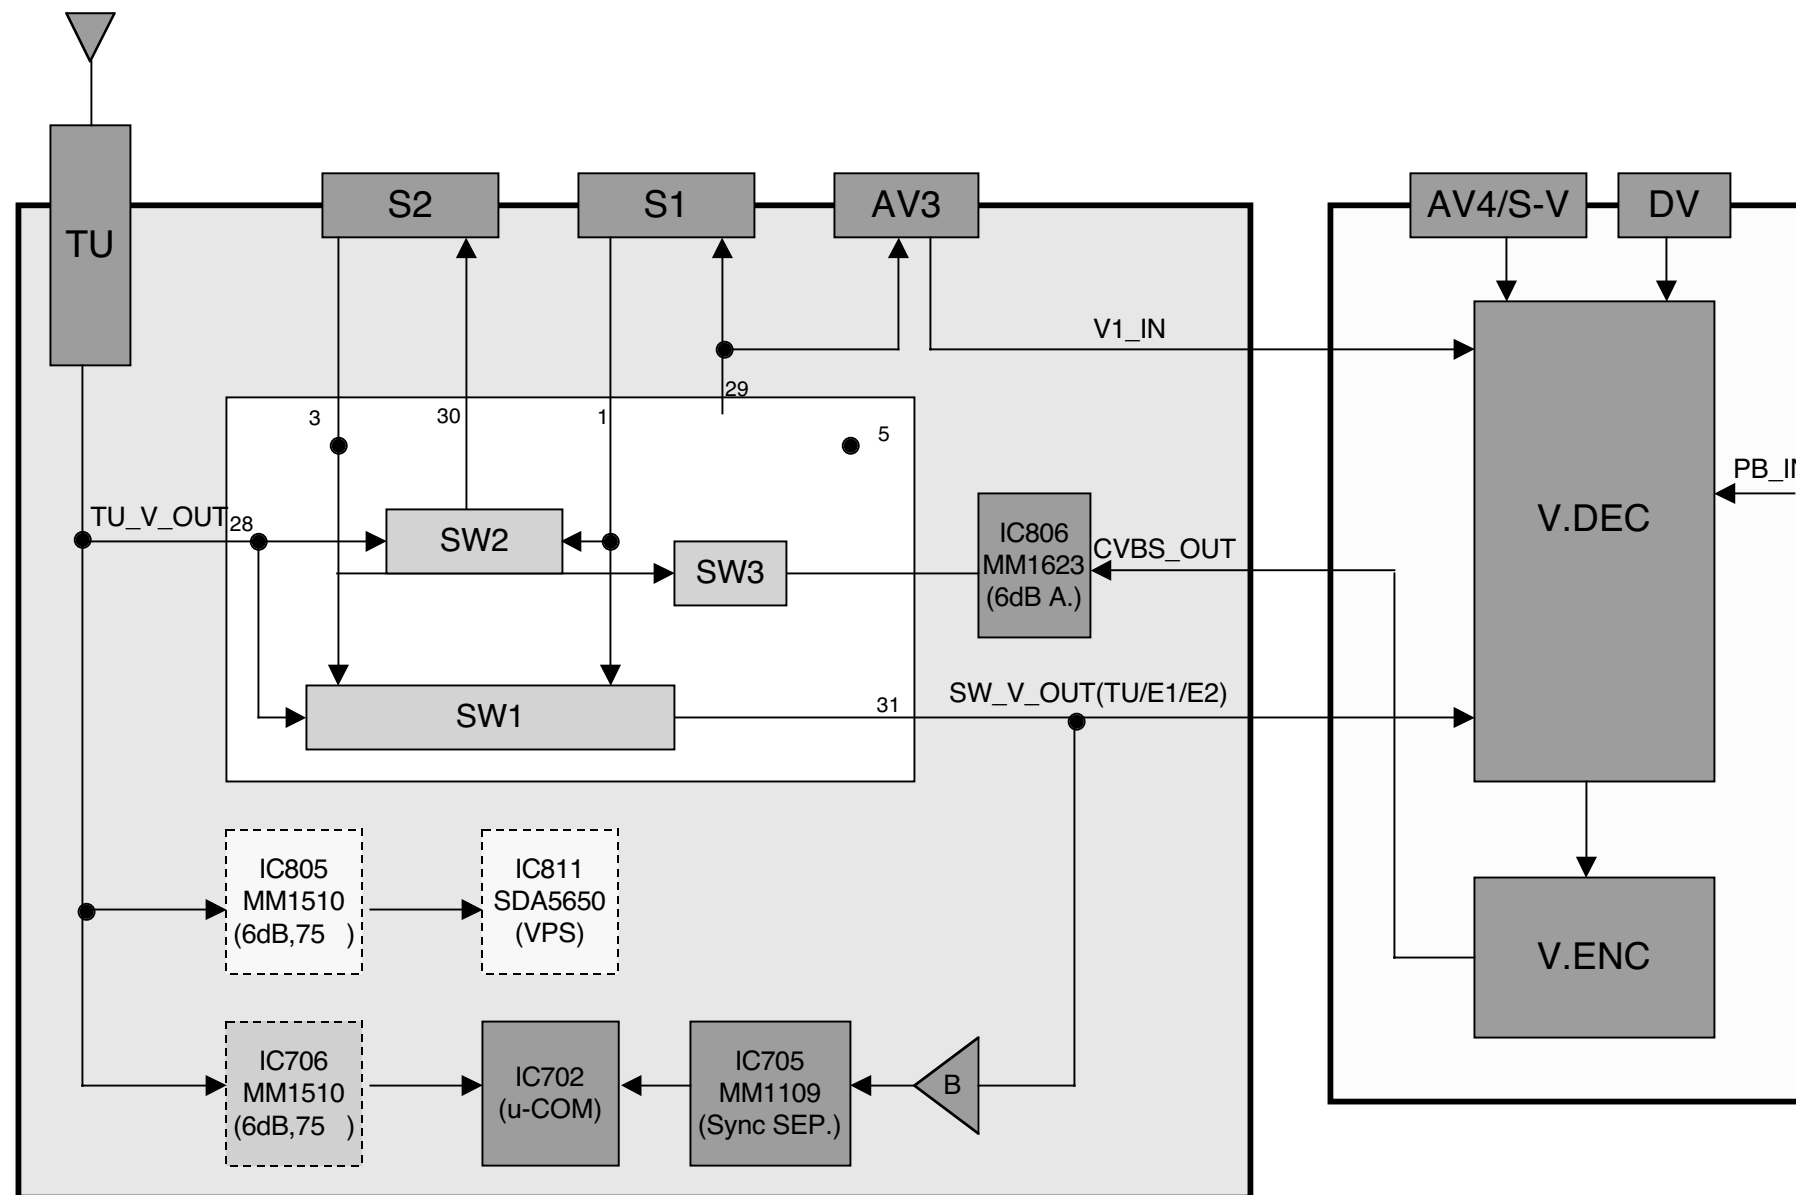 TU
S2
S1
AV3
AV4/S-V
DV
V1_IN
29
3
30
1
5
PB_IN
TU_V_OUT
28
SW2
SW3
IC806
MM1623
(6dB A.)
CVBS_OUT
V.DEC
SW1
31
SW_V_OUT(TU/E1/E2)
IC805
MM1510
(6dB,75 )
IC811
SDA5650
(VPS)
V.ENC
IC706
MM1510
(6dB,75 )
IC702
(u-COM)
IC705
MM1109
(Sync SEP.)
B